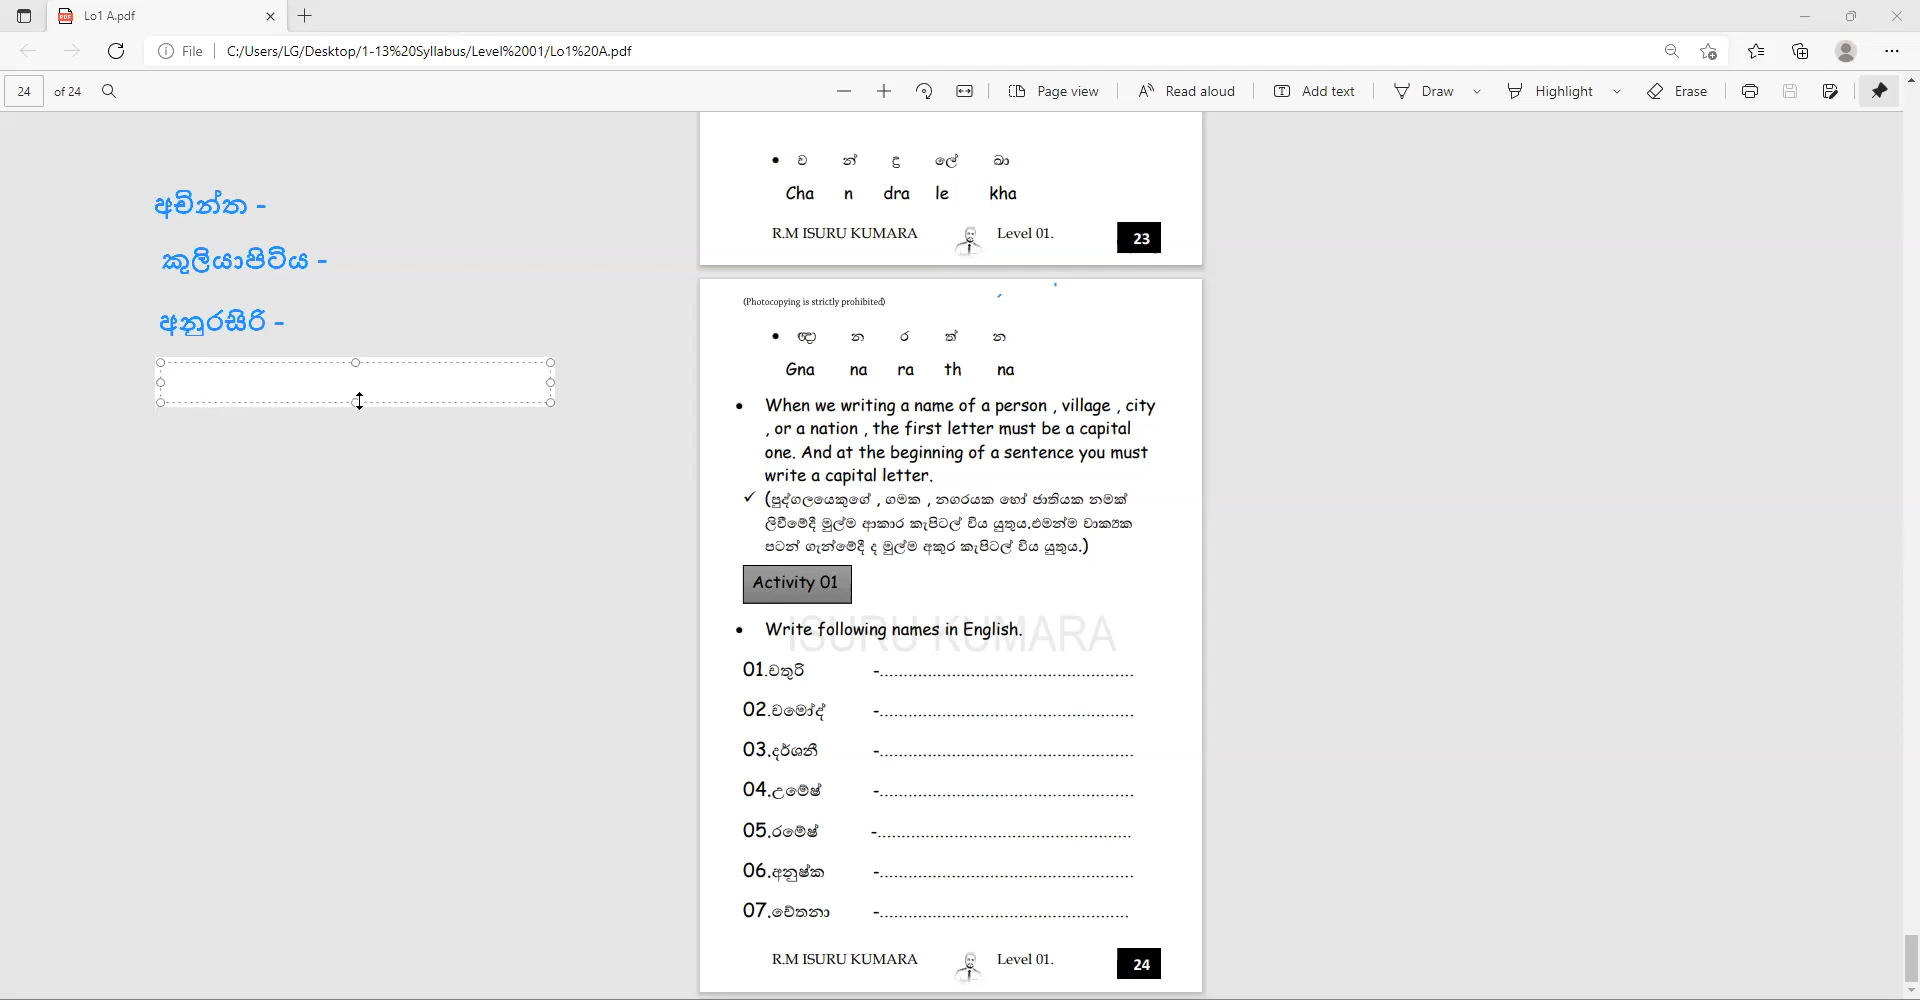 Lo1 A.pdf
File
C:/Users/LG/Desktop/1-13%20Syllabus/Level%2001/Lo1%20A.pdf
24 of 24
Page view
Read aloud
Add text
Draw
Highlight
Erase
අචින්ත -
කුලියාපිටිය -
අනුරසිරි -
• ච න් ද්‍ර ලේ ඛා
Cha n dra le kha
R.M ISURU KUMARA Level 01. 23
(Photocopying is strictly prohibited)
• ඥා න ර ත් න
Gna na ra th na
• When we writing a name of a person , village , city
, or a nation , the first letter must be a capital
one. And at the beginning of a sentence you must
write a capital letter.
✓ (පුද්ගලයෙකුගේ , ගමක , නගරයක හෝ ජාතියක නමක්
ලිවීමේදී මුල්ම ආකාර කැපිටල් විය යුතුය.එමන්ම වාක්‍යක
පටන් ගැන්මේදී ද මුල්ම අකුර කැපිටල් විය යුතුය.)
Activity 01
ISURU KUMARA
• Write following names in English.
01.චතුරි -..................................................
02.චමෝද් -..................................................
03.දර්ශනී -..................................................
04.උමේෂ් -..................................................
05.රමේෂ් -..................................................
06.අනුෂ්ක -..................................................
07.චේතනා -..................................................
R.M ISURU KUMARA Level 01. 24